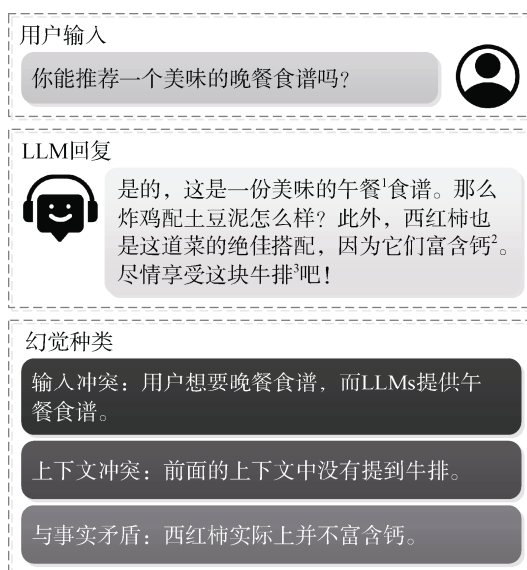 用户输入
你能推荐一个美味的晚餐食谱吗？
LLM回复
是的，这是一份美味的午餐¹食谱。那么
炸鸡配土豆泥怎么样？此外，西红柿也
是这道菜的绝佳搭配，因为它们富含钙²。
尽情享受这块牛排³吧！
幻觉种类
输入冲突：用户想要晚餐食谱，而LLMs提供午
餐食谱。
上下文冲突：前面的上下文中没有提到牛排。
与事实矛盾：西红柿实际上并不富含钙。